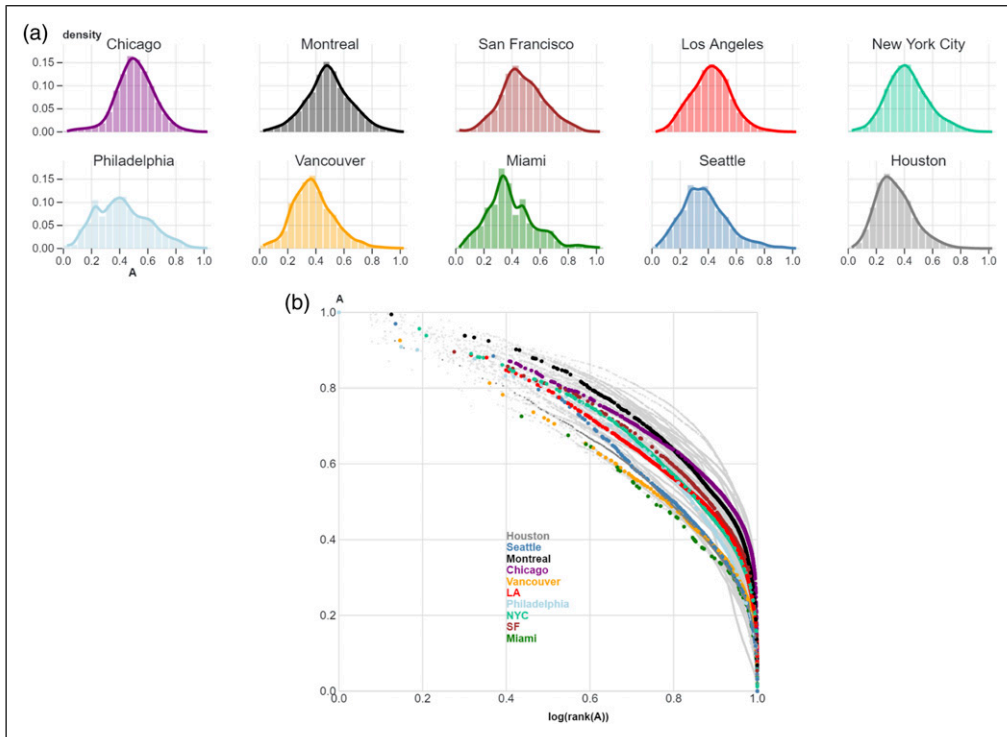 (a)
density
Chicago
Montreal
San Francisco
Los Angeles
New York City
0.15
0.10
0.05
0.00
Philadelphia
Vancouver
Miami
Seattle
Houston
0.15
0.10
0.05
0.00
0.0 0.2 0.4 0.6 0.8 1.0
0.0 0.2 0.4 0.6 0.8 1.0
0.0 0.2 0.4 0.6 0.8 1.0
0.0 0.2 0.4 0.6 0.8 1.0
0.0 0.2 0.4 0.6 0.8 1.0
A
(b)
A
1.0
0.8
0.6
0.4
0.2
0.0
Houston
Seattle
Montreal
Chicago
Vancouver
LA
Philadelphia
NYC
SF
Miami
0.0 0.2 0.4 0.6 0.8 1.0
log(rank(A))